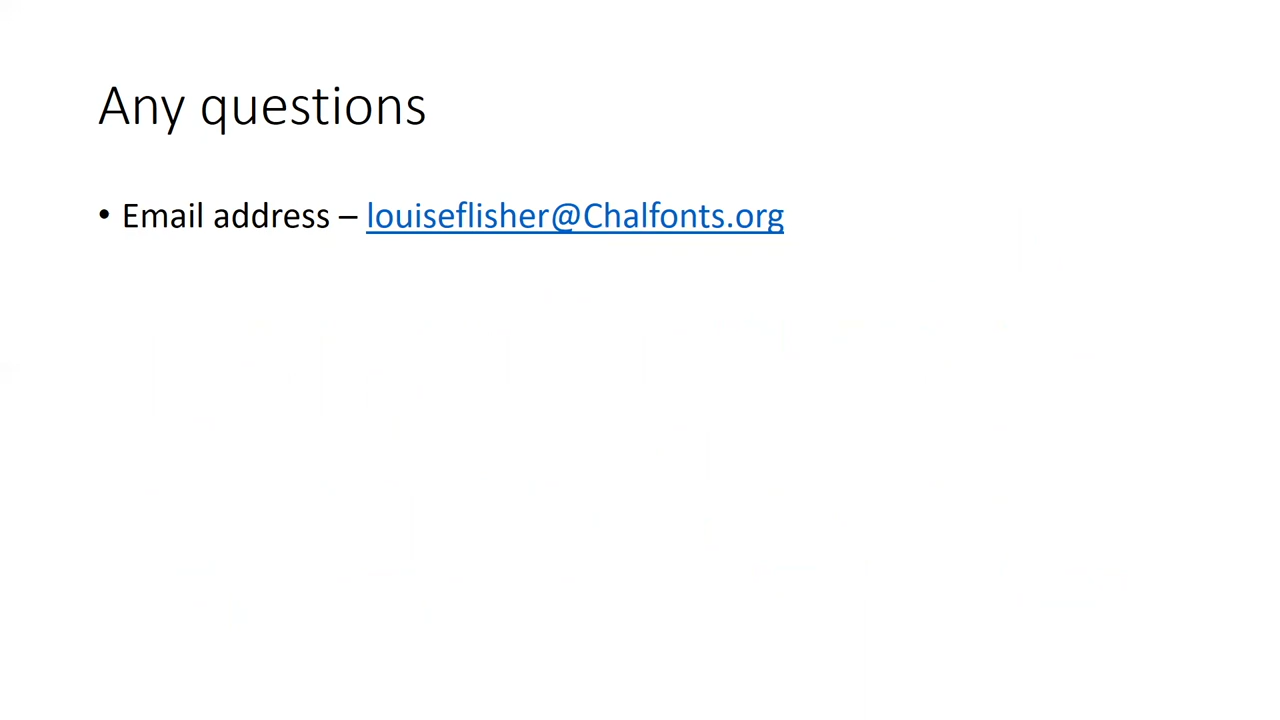 Any questions
• Email address – louiseflisher@Chalfonts.org